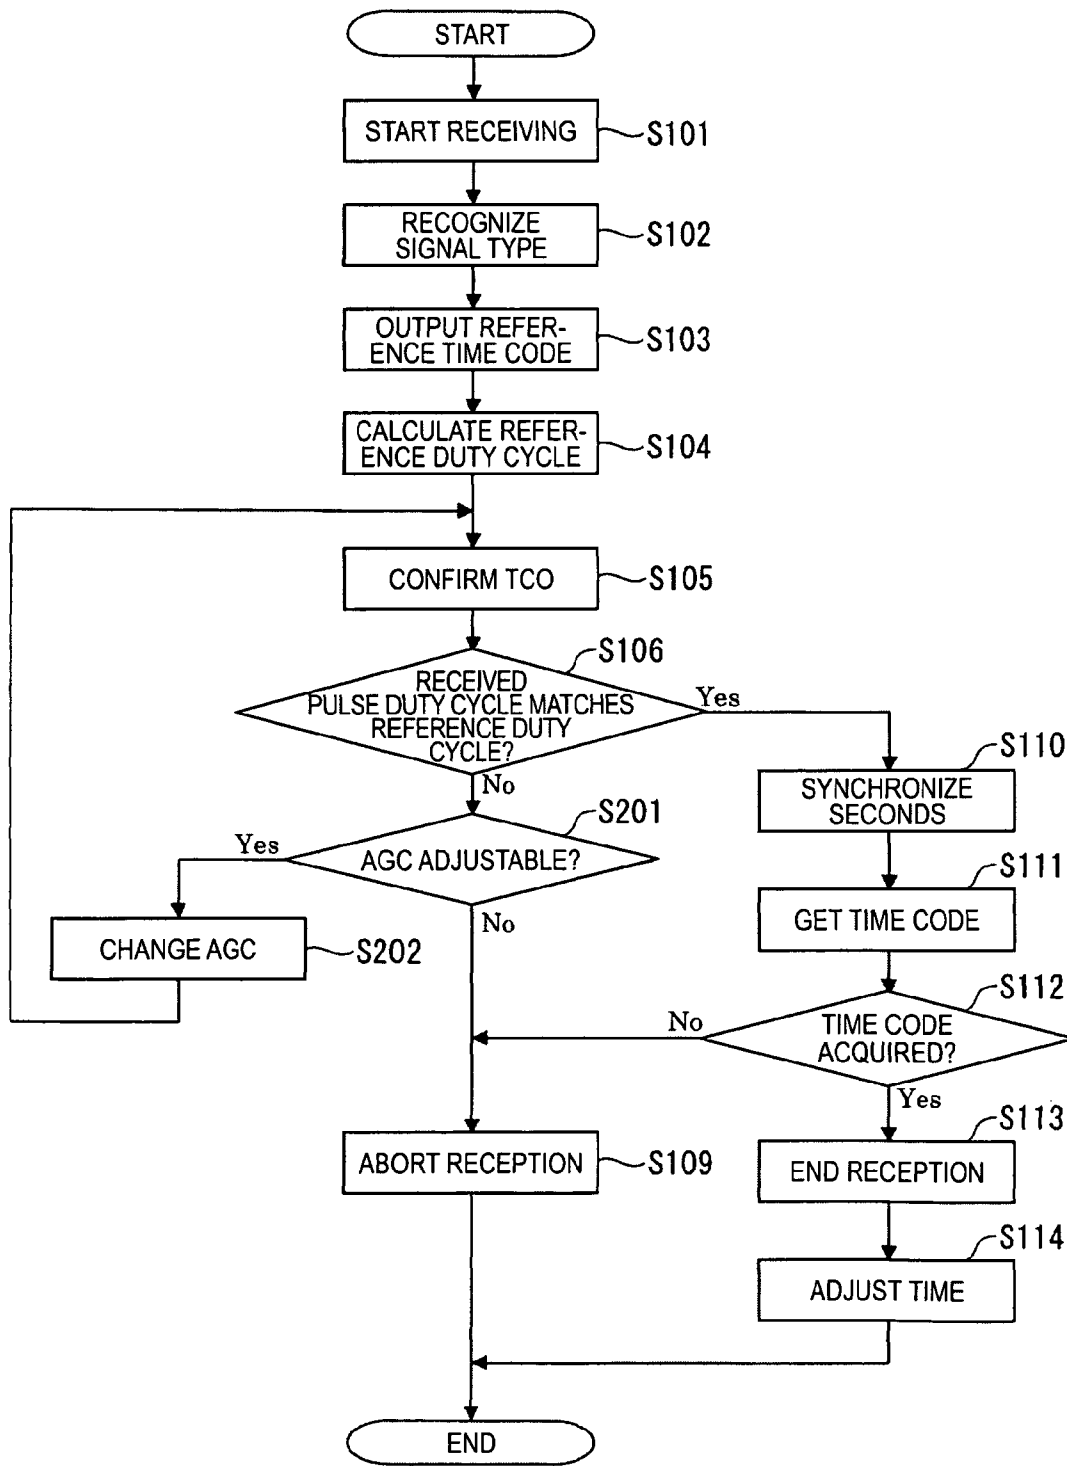 START
START RECEIVING
S101
RECOGNIZE
SIGNAL TYPE
S102
OUTPUT REFER-
ENCE TIME CODE
S103
CALCULATE REFER-
ENCE DUTY CYCLE
S104
CONFIRM TCO
S105
S106
RECEIVED
PULSE DUTY CYCLE MATCHES
REFERENCE DUTY
CYCLE?
Yes
No
S110
SYNCHRONIZE
SECONDS
S201
AGC ADJUSTABLE?
Yes
No
S111
GET TIME CODE
CHANGE AGC
S202
S112
TIME CODE
ACQUIRED?
No
Yes
S113
END RECEPTION
ABORT RECEPTION
S109
S114
ADJUST TIME
END